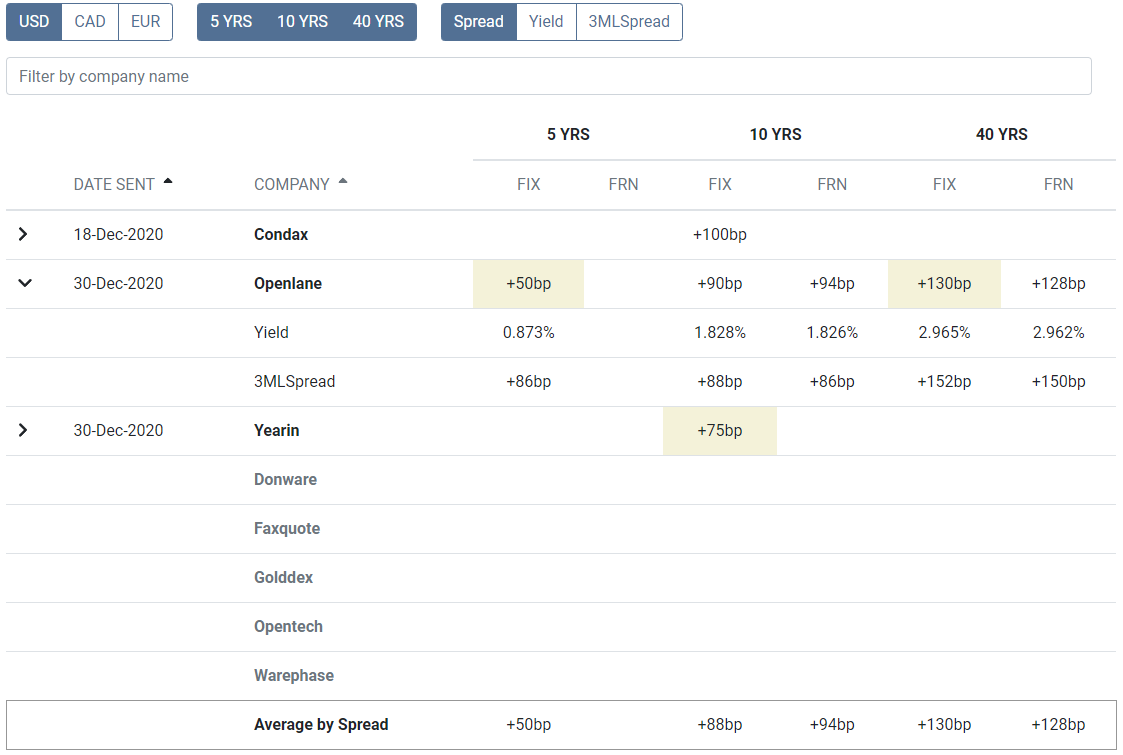 USD CAD EUR 5 YRS 10 YRS 40 YRS Spread Yield 3MLSpread
Filter by company name
5 YRS 10 YRS 40 YRS
DATE SENT COMPANY FIX FRN FIX FRN FIX FRN
18-Dec-2020 Condax +100bp
30-Dec-2020 Openlane +50bp +90bp +94bp +130bp +128bp
Yield 0.873% 1.828% 1.826% 2.965% 2.962%
3MLSpread +86bp +88bp +86bp +152bp +150bp
30-Dec-2020 Yearin +75bp
Donware
Faxquote
Golddex
Opentech
Warephase
Average by Spread +50bp +88bp +94bp +130bp +128bp